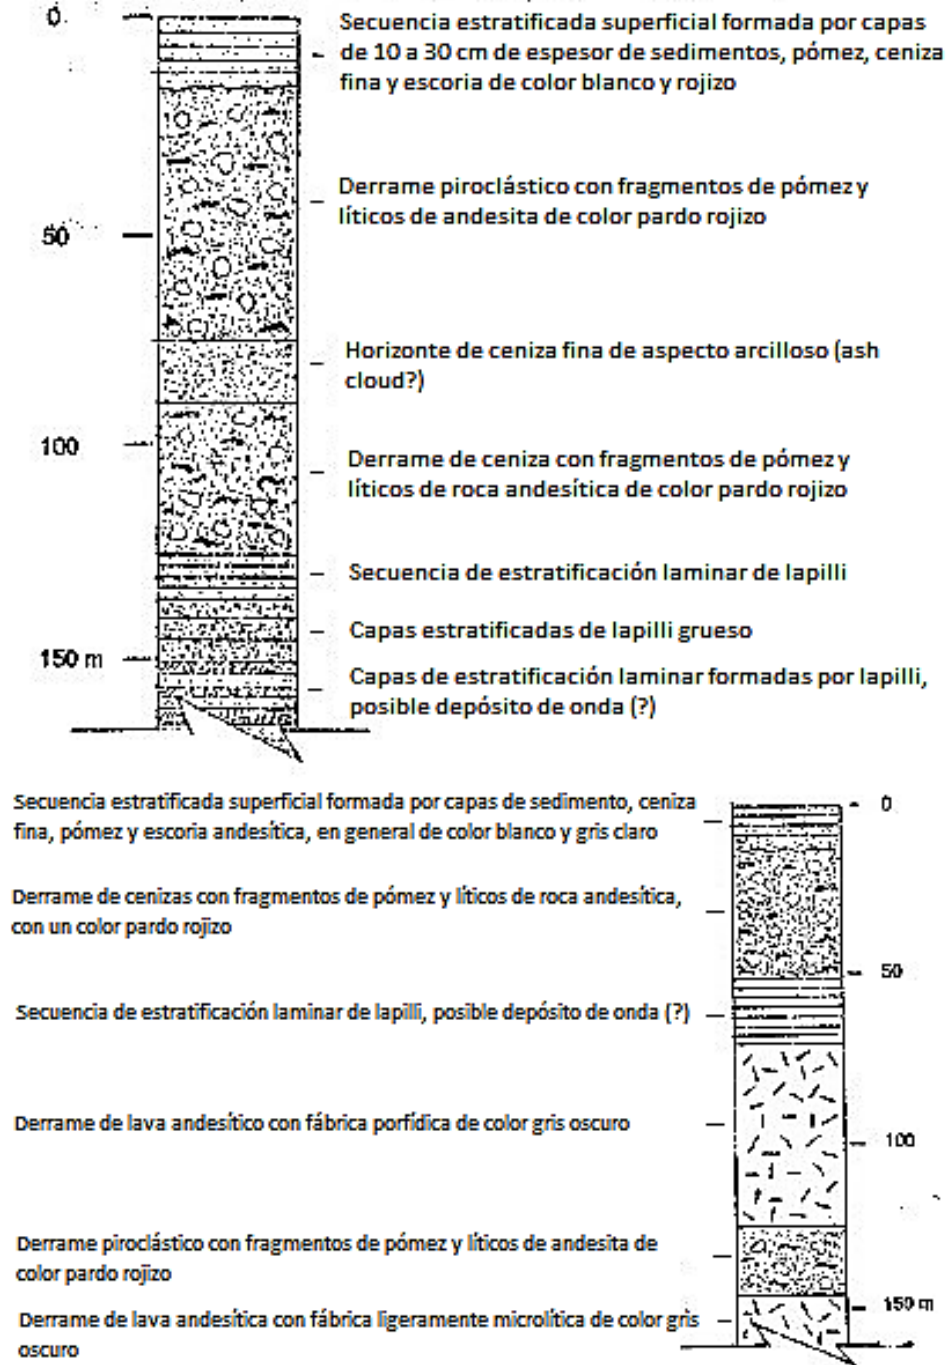 0
Secuencia estratificada superficial formada por capas
de 10 a 30 cm de espesor de sedimentos, pómez, ceniza
fina y escoria de color blanco y rojizo
Derrame piroclástico con fragmentos de pómez y
líticos de andesita de color pardo rojizo
50
Horizonte de ceniza fina de aspecto arcilloso (ash
cloud?)
100
Derrame de ceniza con fragmentos de pómez y
líticos de roca andesítica de color pardo rojizo
Secuencia de estratificación laminar de lapilli
Capas estratificadas de lapilli grueso
150 m
Capas de estratificación laminar formadas por lapilli,
posible depósito de onda (?)
Secuencia estratificada superficial formada por capas de sedimento, ceniza
fina, pómez y escoria andesítica, en general de color blanco y gris claro
0
Derrame de cenizas con fragmentos de pómez y líticos de roca andesítica,
con un color pardo rojizo
50
Secuencia de estratificación laminar de lapilli, posible depósito de onda (?)
Derrame de lava andesítico con fábrica porfídica de color gris oscuro
100
Derrame piroclástico con fragmentos de pómez y líticos de andesita de
color pardo rojizo
150 m
Derrame de lava andesítica con fábrica ligeramente microlítica de color gris
oscuro